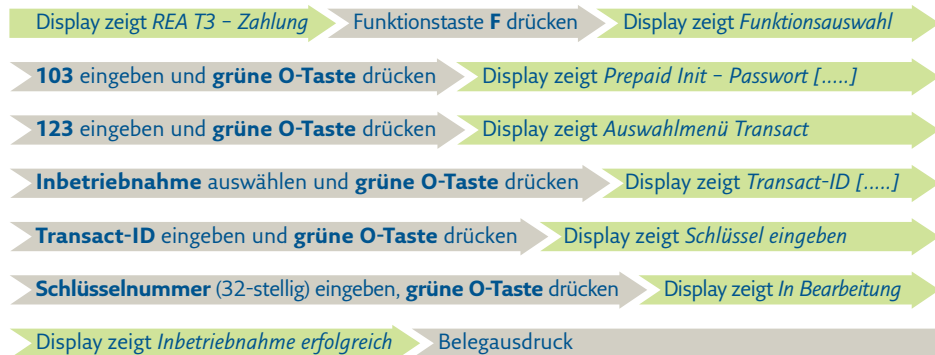 Display zeigt REA T3 – Zahlung Funktionstaste F drücken Display zeigt Funktionsauswahl
103 eingeben und grüne O-Taste drücken Display zeigt Prepaid Init – Passwort [.....]
123 eingeben und grüne O-Taste drücken Display zeigt Auswahlmenü Transact
Inbetriebnahme auswählen und grüne O-Taste drücken Display zeigt Transact-ID [.....]
Transact-ID eingeben und grüne O-Taste drücken Display zeigt Schlüssel eingeben
Schlüsselnummer (32-stellig) eingeben, grüne O-Taste drücken Display zeigt In Bearbeitung
Display zeigt Inbetriebnahme erfolgreich Belegausdruck